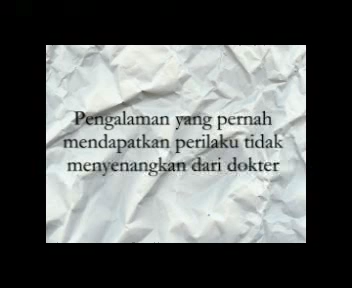 Pengalaman yang pernah
mendapatkan perilaku tidak
menyenangkan dari dokter